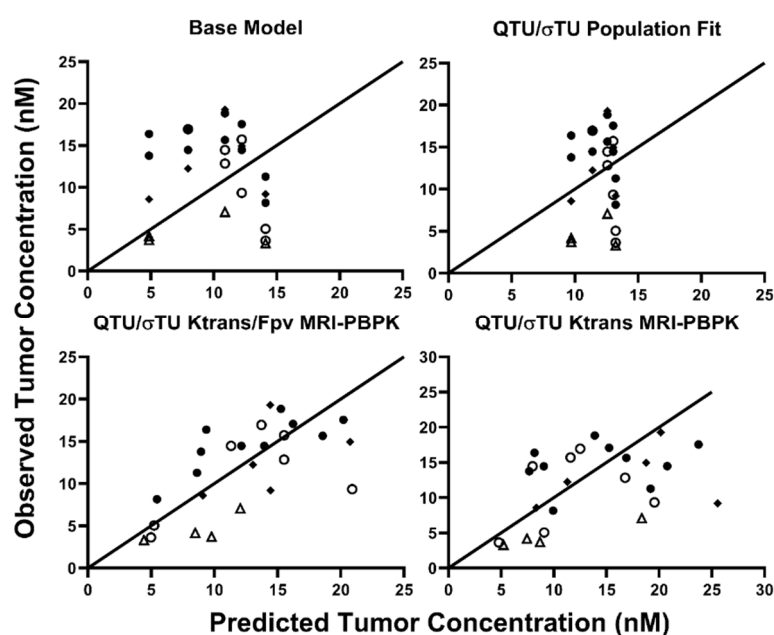 Base Model
QTU/σTU Population Fit
25
20
15
10
5
0
0 5 10 15 20 25
25
20
15
10
5
0
0 5 10 15 20 25
QTU/σTU Ktrans/Fpv MRI-PBPK
QTU/σTU Ktrans MRI-PBPK
25
20
15
10
5
0
0 5 10 15 20 25
30
25
20
15
10
5
0
0 5 10 15 20 25 30
Observed Tumor Concentration (nM)
Predicted Tumor Concentration (nM)